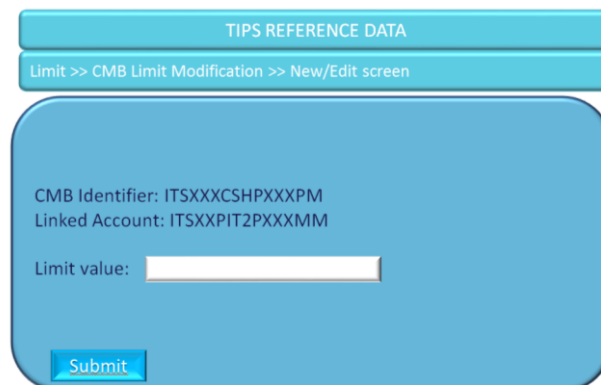 TIPS REFERENCE DATA
Limit >> CMB Limit Modification >> New/Edit screen
CMB Identifier: ITSXXXCSHPXXXPM
Linked Account: ITSXXPIT2PXXXMM
Limit value:
Submit